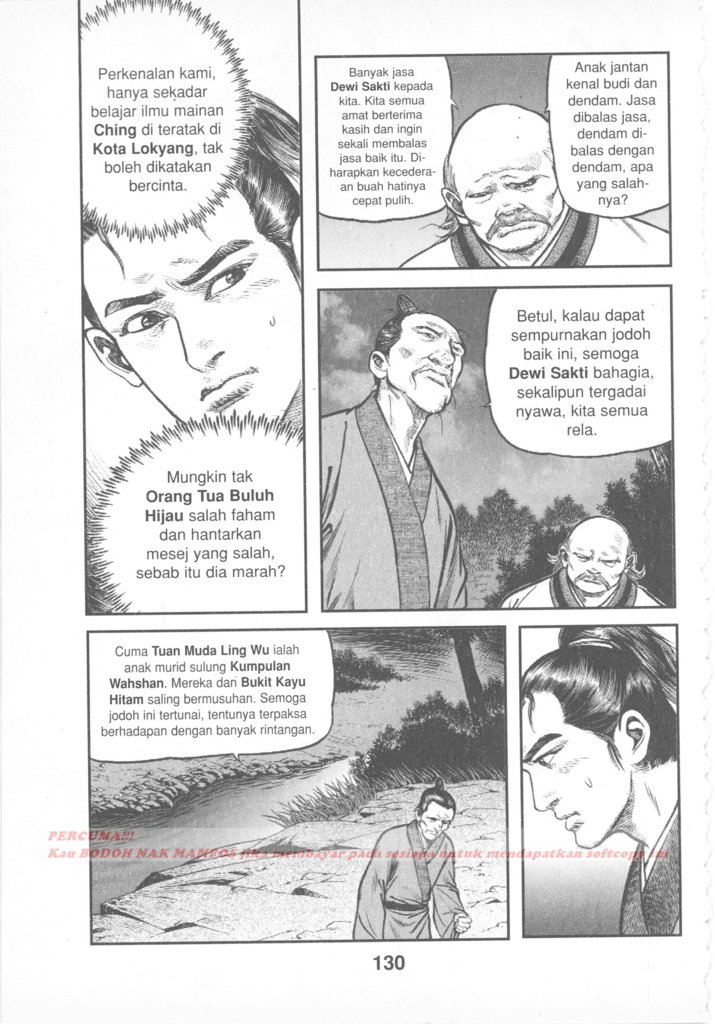 Perkenalan kami,
hanya sekadar
belajar ilmu mainan
Ching di teratak di
Kota Lokyang, tak
boleh dikatakan
bercinta.
Mungkin tak
Orang Tua Buluh
Hijau salah faham
dan hantarkan
mesej yang salah,
sebab itu dia marah?
Banyak jasa
Dewi Sakti kepada
kita. Kita semua
amat berterima
kasih dan ingin
sekali membalas
jasa baik itu. Di-
harapkan kecedera-
an buah hatinya
cepat pulih.
Anak jantan
kenal budi dan
dendam. Jasa
dibalas jasa,
dendam di-
balas dengan
dendam, apa
yang salah-
nya?
Betul, kalau dapat
sempurnakan jodoh
baik ini, semoga
Dewi Sakti bahagia,
sekalipun tergadai
nyawa, kita semua
rela.
Cuma Tuan Muda Ling Wu ialah
anak murid sulung Kumpulan
Wahshan. Mereka dan Bukit Kayu
Hitam saling bermusuhan. Semoga
jodoh ini tertunai, tentunya terpaksa
berhadapan dengan banyak rintangan.
PERCUMA!!!
Kau BODOH NAK MAMPOS jika membayar pada sesiapa untuk mendapatkan softcopy ini
130